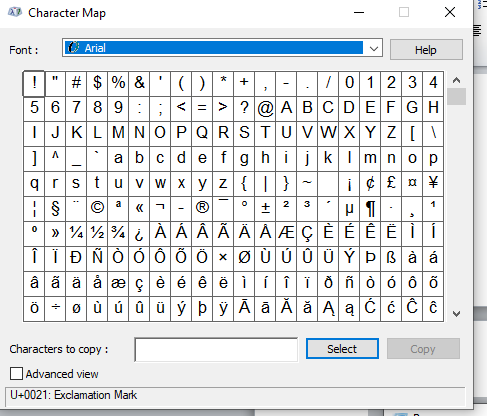 Character Map
Font : Arial Help
! " # $ % & ' ( ) * + , - . / 0 1 2 3 4
5 6 7 8 9 : ; < = > ? @ A B C D E F G H
I J K L M N O P Q R S T U V W X Y Z [ \
] ^ _ ` a b c d e f g h i j k l m n o p
q r s t u v w x y z { | } ~ ¡ ¢ £ ¤ ¥
¦ § ¨ © ª « ¬ - ® ¯ ° ± ² ³ ´ µ ¶ · ¸ ¹
º » ¼ ½ ¾ ¿ À Á Â Ã Ä Å Æ Ç È É Ê Ë Ì Í
Î Ï Ð Ñ Ò Ó Ô Õ Ö × Ø Ù Ú Û Ü Ý Þ ß à á
â ã ä å æ ç è é ê ë ì í î ï ð ñ ò ó ô õ
ö ÷ ø ù ú û ü ý þ ÿ Ā ā Ă ă Ą ą Ć ć Ĉ ĉ
Characters to copy : Select Copy
Advanced view
U+0021: Exclamation Mark